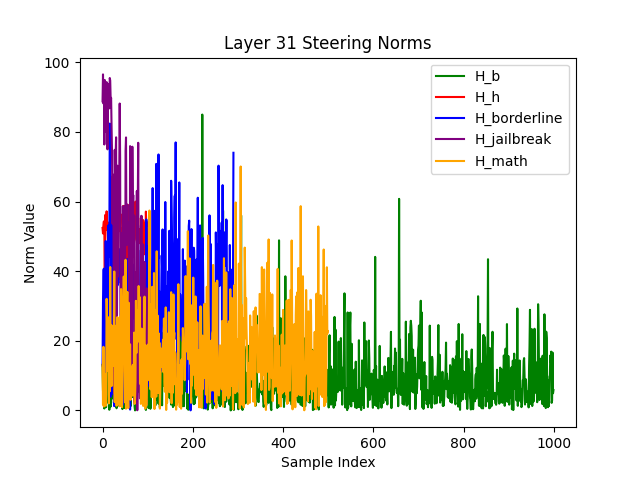 Layer 31 Steering Norms
100
80
60
40
20
0
Norm Value
H_b
H_h
H_borderline
H_jailbreak
H_math
0
200
400
600
800
1000
Sample Index